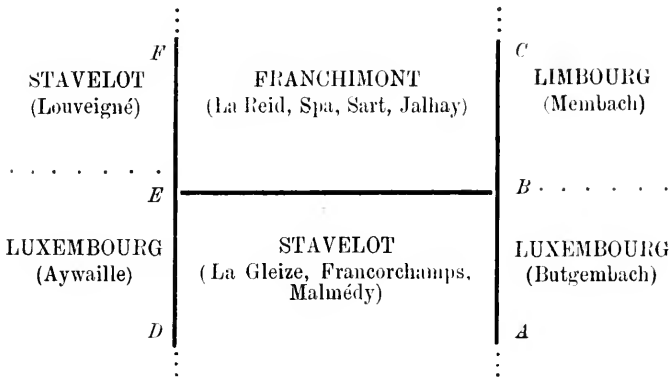 F
C
STAVELOT
(Louveigné)
FRANCHIMONT
(La Reid, Spa, Sart, Jalhay)
LIMBOURG
(Membach)
E
B
LUXEMBOURG
(Aywaille)
STAVELOT
(La Gleize, Francorchamps,
Malmédy)
LUXEMBOURG
(Butgembach)
D
A